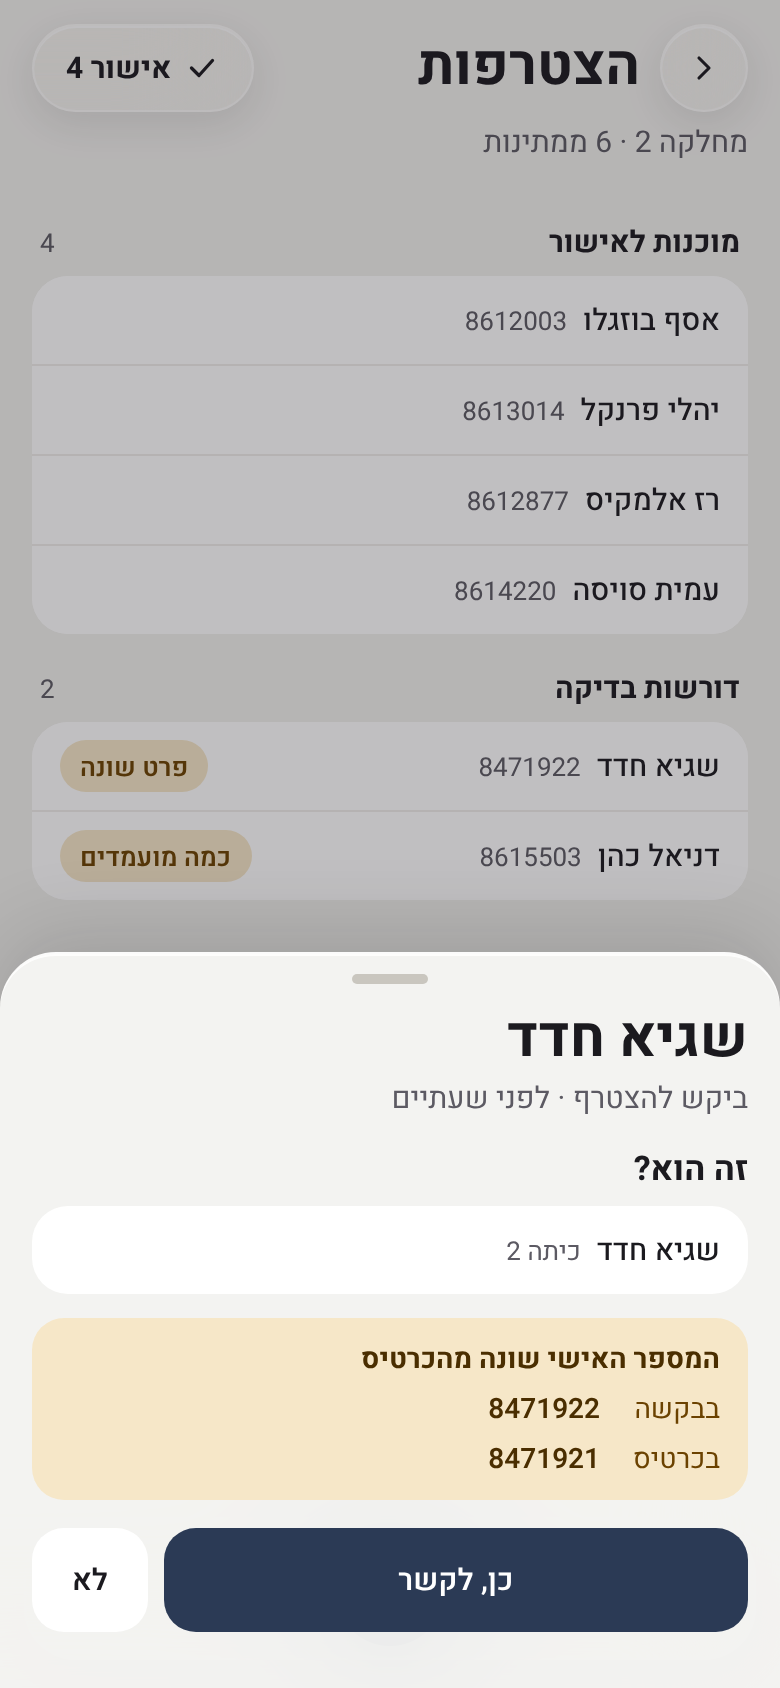 הצטרפות
אישור 4
מחלקה 2 · 6 ממתינות
מוכנות לאישור 4
אסף בוזגלו 8612003
יהלי פרנקל 8613014
רז אלמקיס 8612877
עמית סויסה 8614220
דורשות בדיקה 2
שגיא חדד 8471922 פרט שונה
דניאל כהן 8615503 כמה מועמדים
שגיא חדד
ביקש להצטרף · לפני שעתיים
זה הוא?
שגיא חדד כיתה 2
המספר האישי שונה מהכרטיס
בבקשה 8471922
בכרטיס 8471921
כן, לקשר
לא